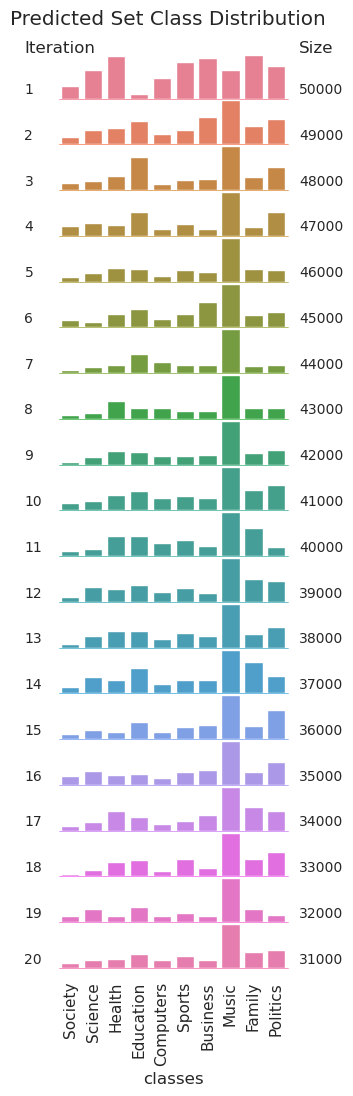 Predicted Set Class Distribution
Iteration Size
1 50000
2 49000
3 48000
4 47000
5 46000
6 45000
7 44000
8 43000
9 42000
10 41000
11 40000
12 39000
13 38000
14 37000
15 36000
16 35000
17 34000
18 33000
19 32000
20 31000
Society
Science
Health
Education
Computers
Sports
Business
Music
Family
Politics
classes